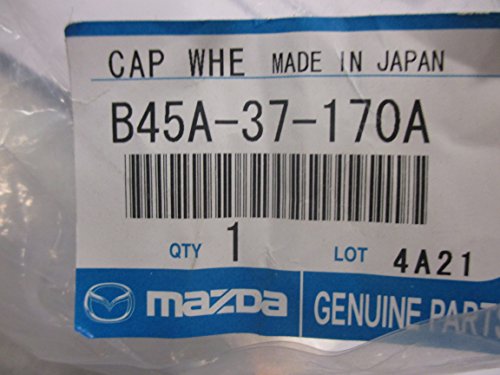 CAP WHE MADE IN JAPAN
B45A-37-170A
QTY 1 LOT 4A21
mazda GENUINE PARTS